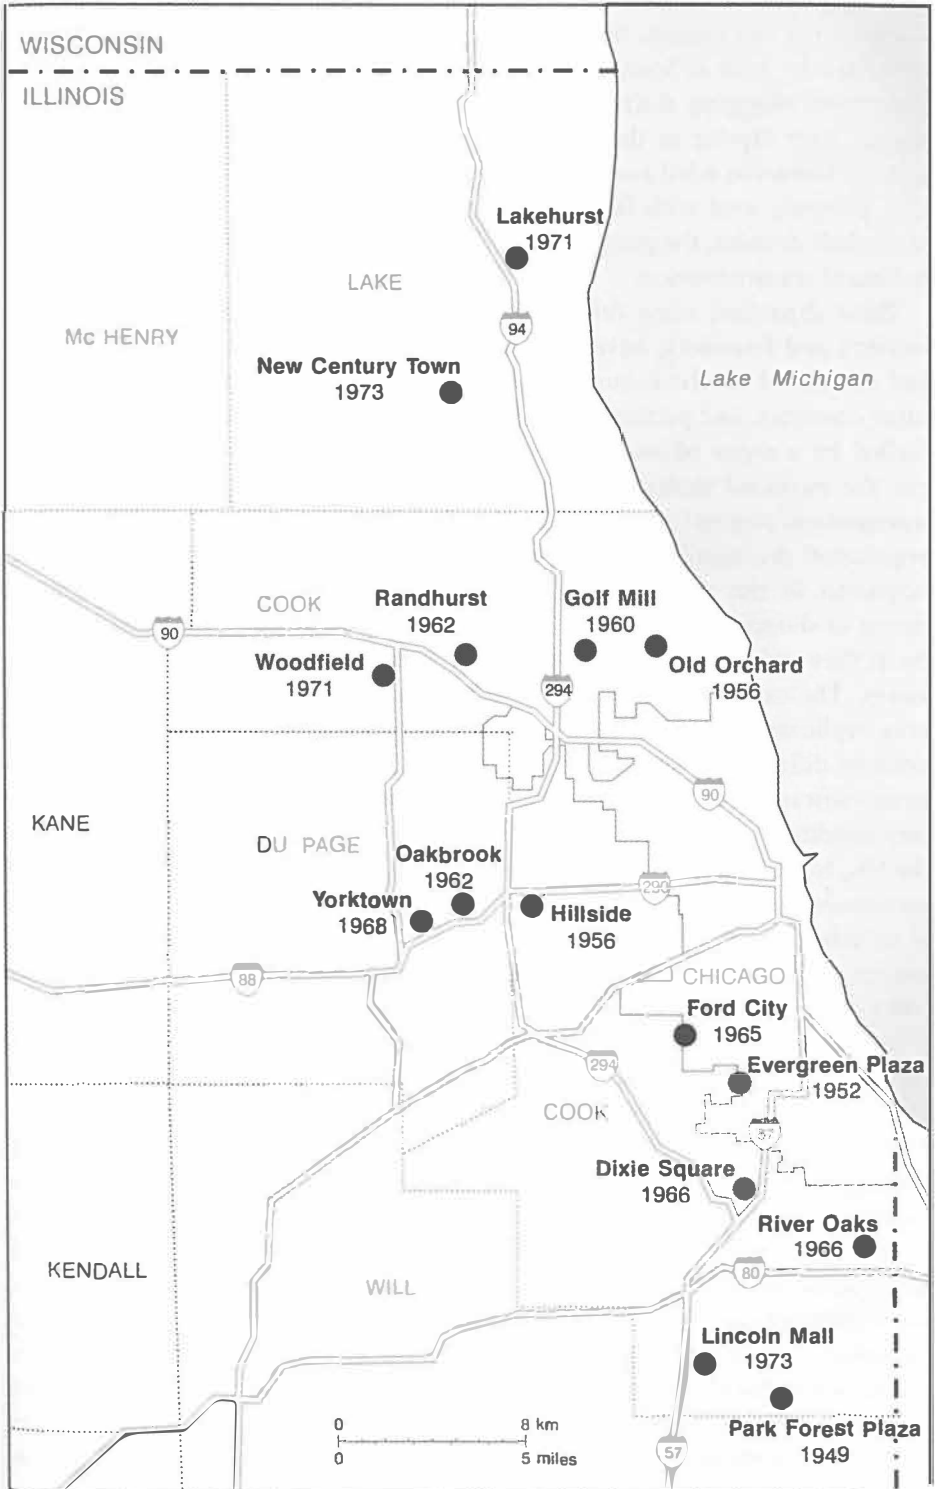 WISCONSIN
ILLINOIS
Lakehurst
1971
LAKE
94
Mc HENRY
New Century Town
1973
Lake Michigan
COOK
90
Randhurst
1962
Golf Mill
1960
Woodfield
1971
Old Orchard
1956
294
90
KANE
DU PAGE
Oakbrook
1962
290
Yorktown
1968
Hillside
1956
88
CHICAGO
Ford City
1965
294
Evergreen Plaza
1952
COOK
57
Dixie Square
1966
River Oaks
1966
KENDALL
WILL
80
Lincoln Mall
1973
0 8 km
0 5 miles
Park Forest Plaza
1949
57